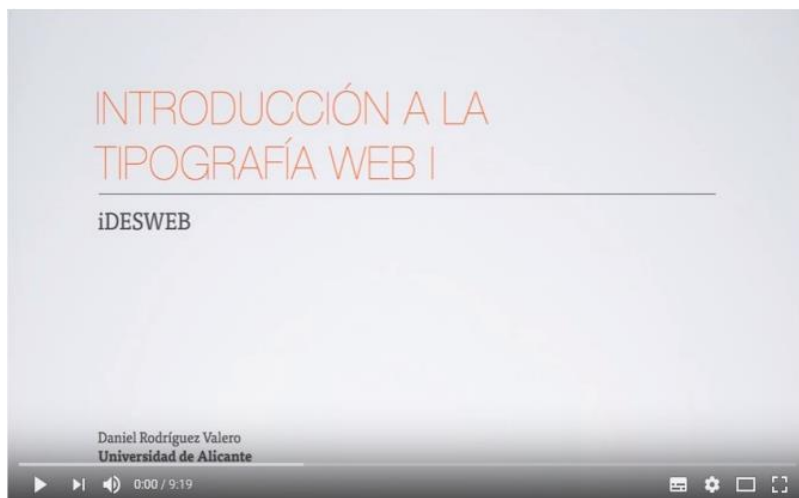 INTRODUCCIÓN A LA
TIPOGRAFÍA WEB I
iDESWEB
Daniel Rodríguez Valero
Universidad de Alicante
0:00 / 9:19